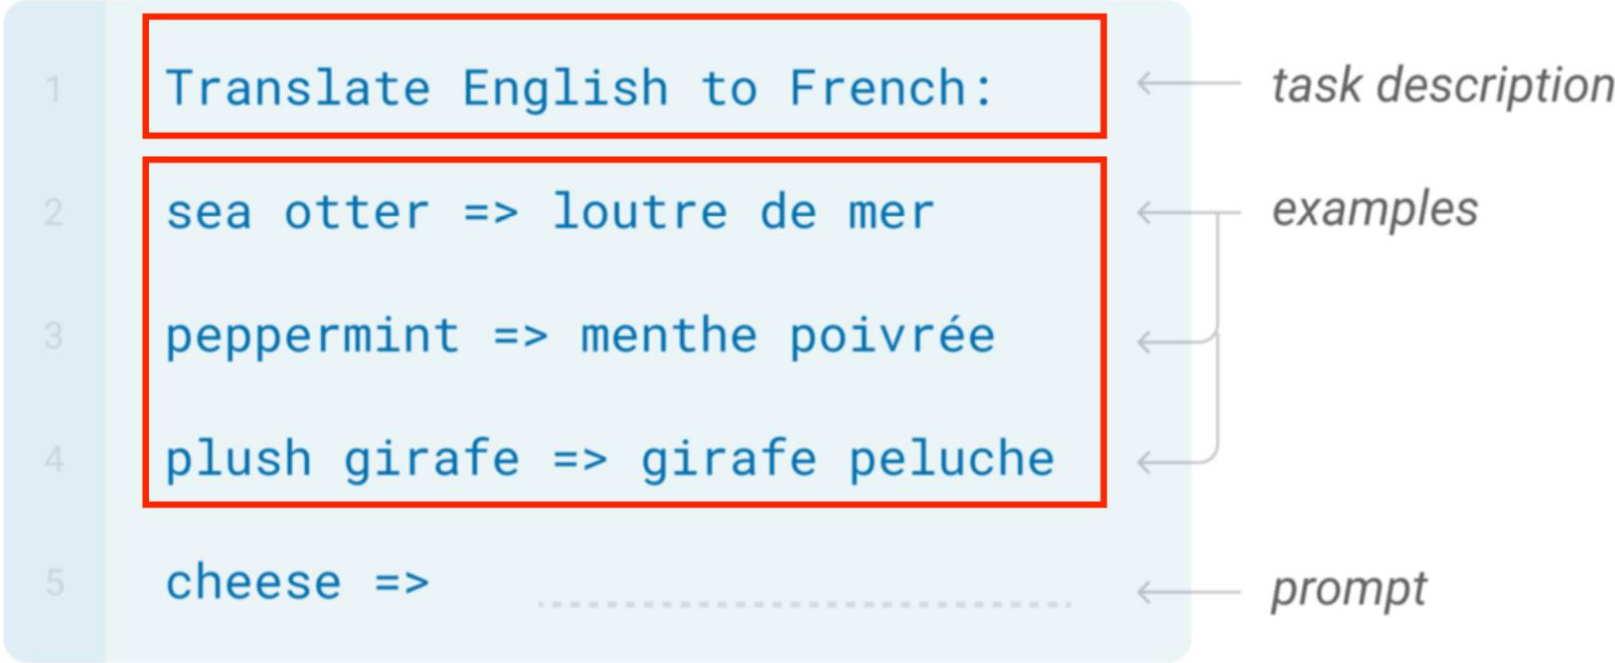 1 Translate English to French: task description
2 sea otter => loutre de mer examples
3 peppermint => menthe poivrée
4 plush girafe => girafe peluche
5 cheese => prompt